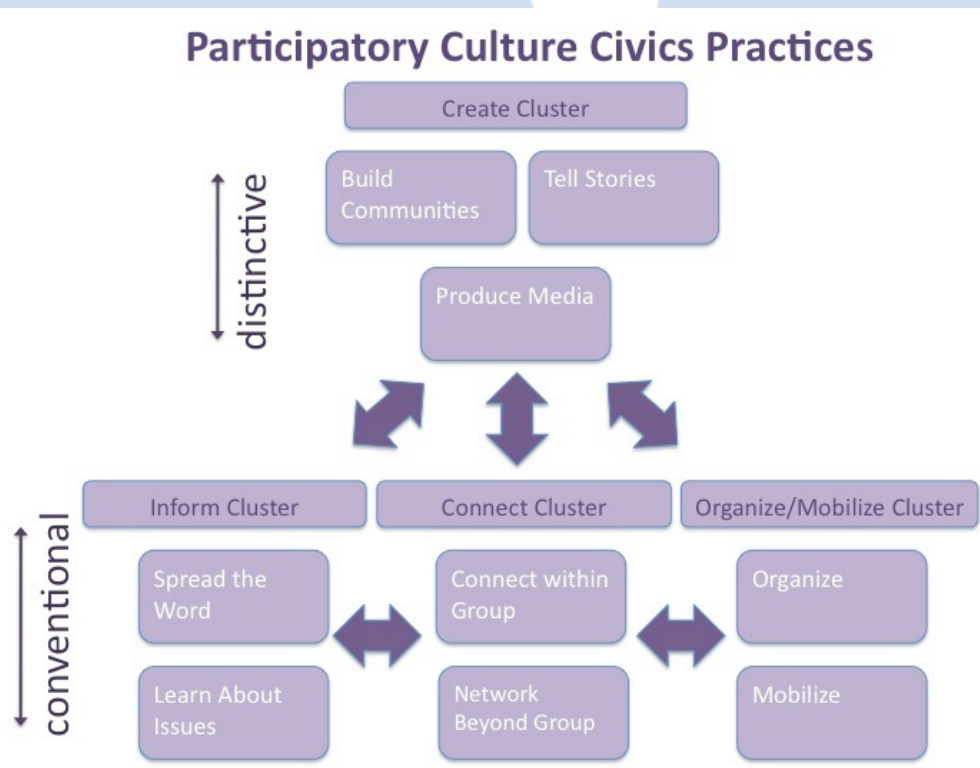 Participatory Culture Civics Practices
Create Cluster
distinctive
Build
Communities
Tell Stories
Produce Media
Inform Cluster
Connect Cluster
Organize/Mobilize Cluster
conventional
Spread the
Word
Connect within
Group
Organize
Learn About
Issues
Network
Beyond Group
Mobilize